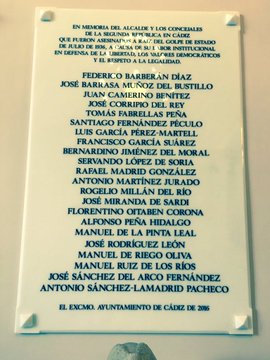 EN MEMORIA DEL ALCALDE Y LOS CONCEJALES
DE LA SEGUNDA REPÚBLICA EN CÁDIZ
QUE FUERON ASESINADOS A RAÍZ DEL GOLPE DE ESTADO
DE JULIO DE 1936, A CAUSA DE SU LABOR INSTITUCIONAL
EN DEFENSA DE LA LIBERTAD, LOS VALORES DEMOCRÁTICOS
Y EL RESPETO A LA LEGALIDAD.
FEDERICO BARBERÁN DÍAZ
JOSÉ BARRASA MUÑOZ DEL BUSTILLO
JUAN CAMERINO BENÍTEZ
JOSÉ CORRIPIO DEL REY
TOMÁS FABRELLAS PEÑA
SANTIAGO FERNÁNDEZ PÉCULO
LUIS GARCÍA PÉREZ-MARTELL
FRANCISCO GARCÍA SUÁREZ
BERNARDINO JIMÉNEZ DEL MORAL
SERVANDO LÓPEZ DE SORIA
RAFAEL MADRID GONZÁLEZ
ANTONIO MARTÍNEZ JURADO
ROGELIO MILLÁN DEL RÍO
JOSÉ MIRANDA DE SARDI
FLORENTINO OITABEN CORONA
ALFONSO PEÑA HIDALGO
MANUEL DE LA PINTA LEAL
JOSÉ RODRÍGUEZ LEÓN
MANUEL DE RIEGO OLIVA
MANUEL RUIZ DE LOS RÍOS
JOSÉ SÁNCHEZ DEL ARCO FERNÁNDEZ
ANTONIO SÁNCHEZ-LAMADRID PACHECO
EL EXCMO. AYUNTAMIENTO DE CÁDIZ DE 2016